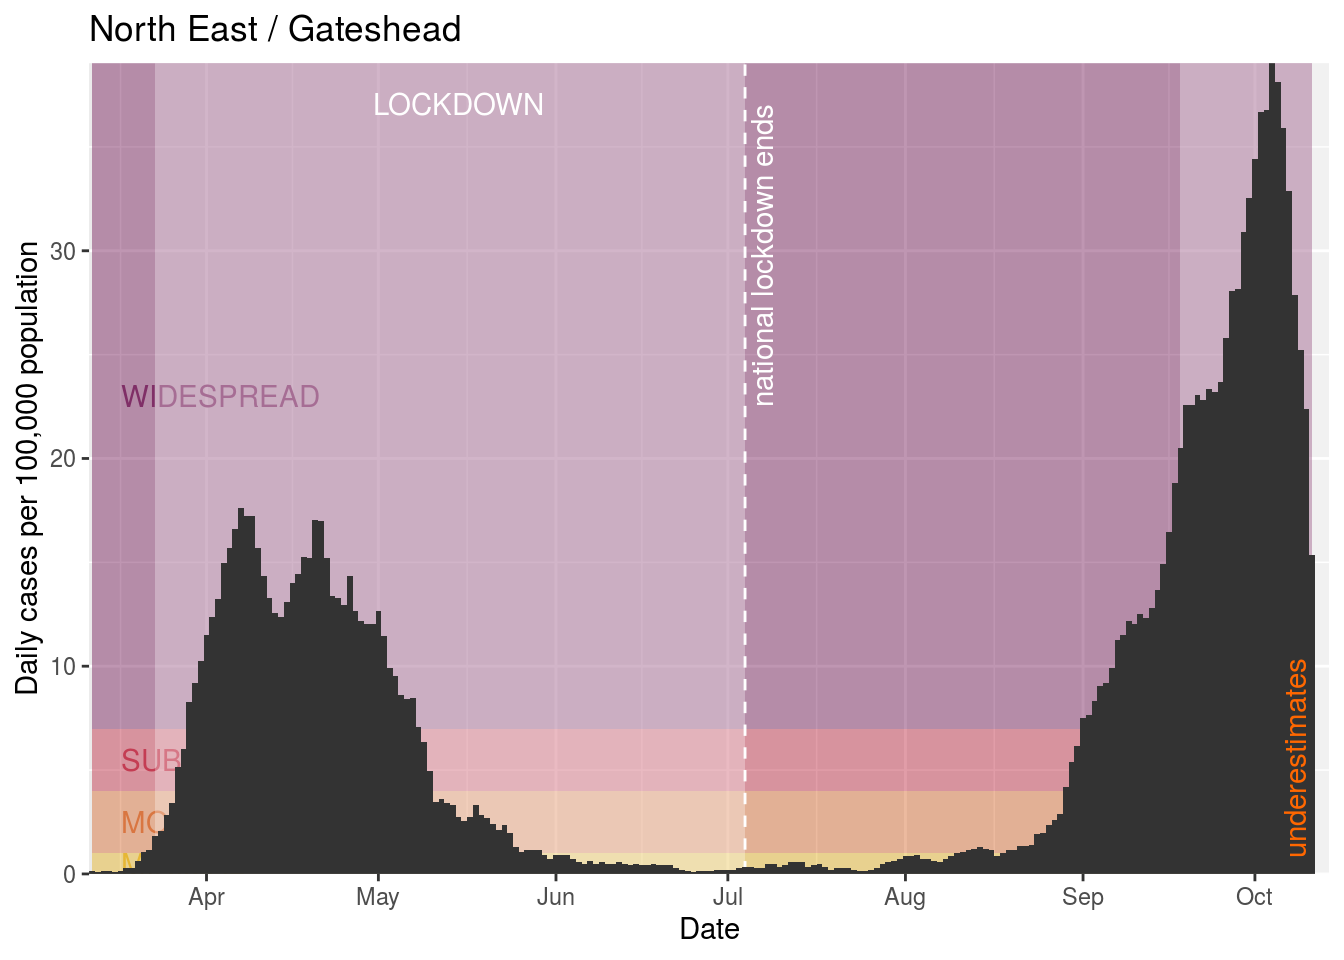 North East / Gateshead
LOCKDOWN
national lockdown ends
WIDESPREAD
SUB
MO
underestimates
Daily cases per 100,000 population
30
20
10
0
Apr
May
Jun
Jul
Aug
Sep
Oct
Date